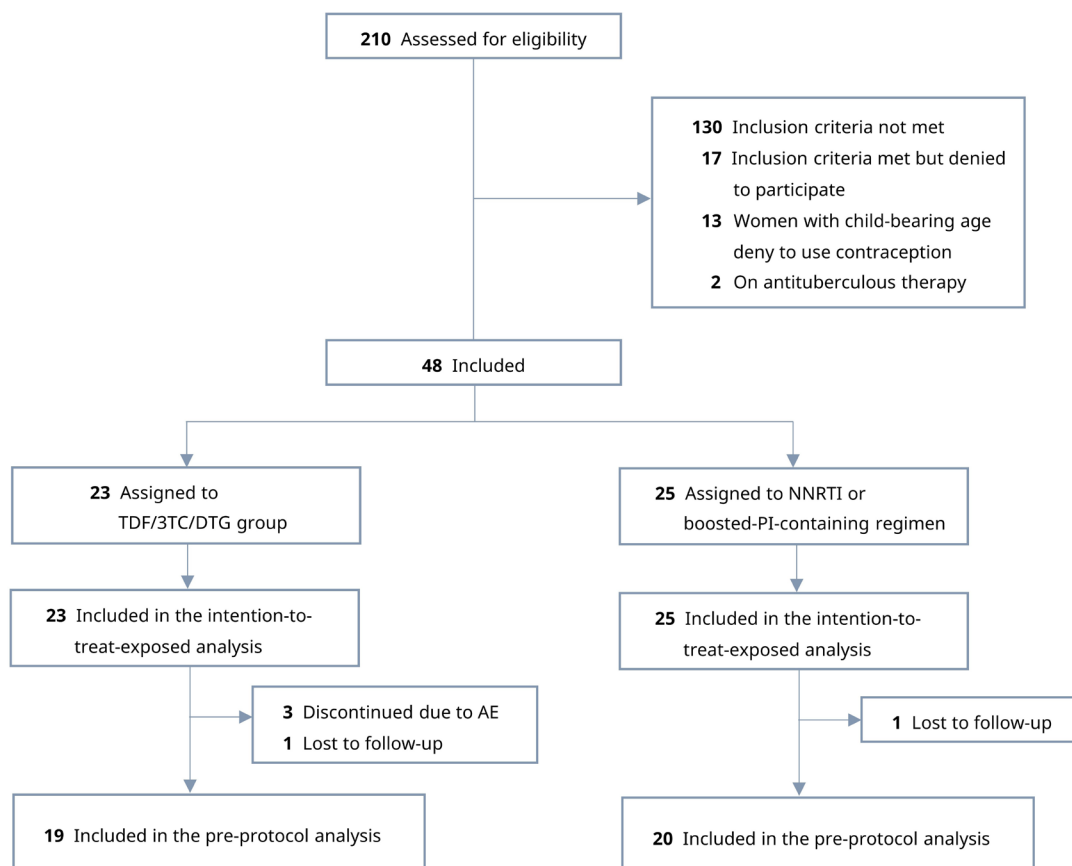 210 Assessed for eligibility
130 Inclusion criteria not met
17 Inclusion criteria met but denied
to participate
13 Women with child-bearing age
deny to use contraception
2 On antituberculous therapy
48 Included
23 Assigned to
TDF/3TC/DTG group
25 Assigned to NNRTI or
boosted-PI-containing regimen
23 Included in the intention-to-
treat-exposed analysis
25 Included in the intention-to-
treat-exposed analysis
3 Discontinued due to AE
1 Lost to follow-up
1 Lost to follow-up
19 Included in the pre-protocol analysis
20 Included in the pre-protocol analysis